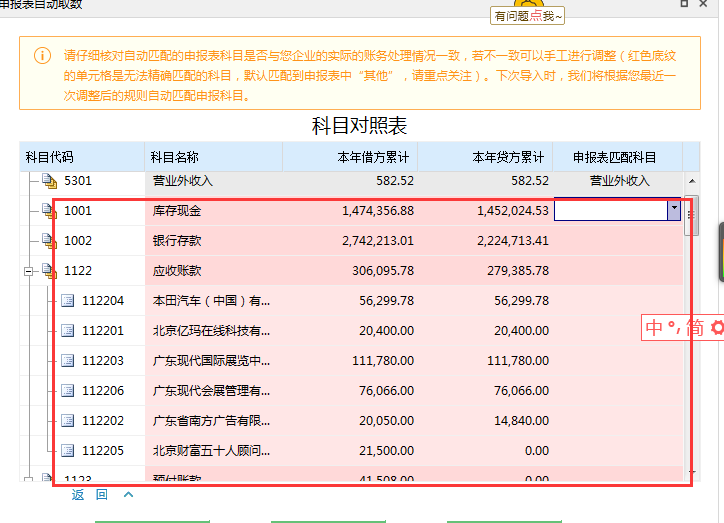 申报表自动取数
有问题点我~
请仔细核对自动匹配的申报表科目是否与您企业的实际的账务处理情况一致，若不一致可以手工进行调整（红色底纹
的单元格是无法精确匹配的科目，默认匹配到申报表中“其他”，请重点关注）。下次导入时，我们将根据您最近一
次调整后的规则自动匹配申报科目。
科目对照表
科目代码 科目名称 本年借方累计 本年贷方累计 申报表匹配科目
5301 营业外收入 582.52 582.52 营业外收入
1001 库存现金 1,474,356.88 1,452,024.53
1002 银行存款 2,742,213.01 2,224,713.41
1122 应收账款 306,095.78 279,385.78
112204 本田汽车（中国）有... 56,299.78 56,299.78
112201 北京亿玛在线科技有... 20,400.00 20,400.00
中 °, 简
112203 广东现代国际展览中... 111,780.00 111,780.00
112206 广东现代会展管理有... 76,066.00 76,066.00
112202 广东省南方广告有限... 20,050.00 14,840.00
112205 北京财富五十人顾问... 21,500.00 0.00
1123 预付账款 41,508.00 0.00
返 回